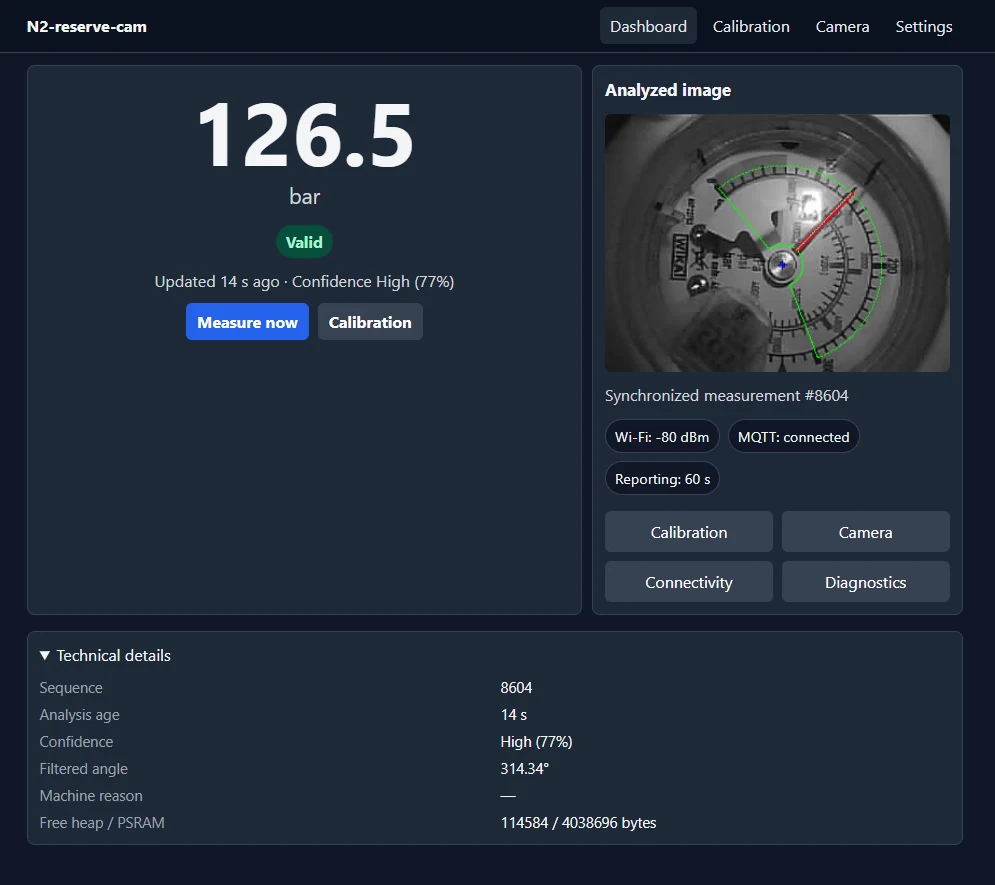 N2-reserve-cam
Dashboard Calibration Camera Settings
126.5
bar
Valid
Updated 14 s ago · Confidence High (77%)
Measure now Calibration
Analyzed image
WIKA
200
Synchronized measurement #8604
Wi-Fi: -80 dBm MQTT: connected
Reporting: 60 s
Calibration Camera
Connectivity Diagnostics
▼ Technical details
Sequence 8604
Analysis age 14 s
Confidence High (77%)
Filtered angle 314.34°
Machine reason —
Free heap / PSRAM 114584 / 4038696 bytes